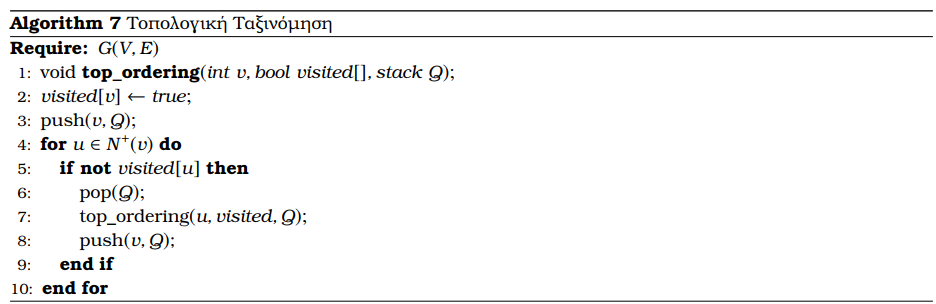 Algorithm 7 Τοπολογική Ταξινόμηση
Require: G(V, E)
1: void top_ordering(int v, bool visited[], stack Q);
2: visited[v] ← true;
3: push(v, Q);
4: for u ∈ N⁺(v) do
5: if not visited[u] then
6: pop(Q);
7: top_ordering(u, visited, Q);
8: push(v, Q);
9: end if
10: end for